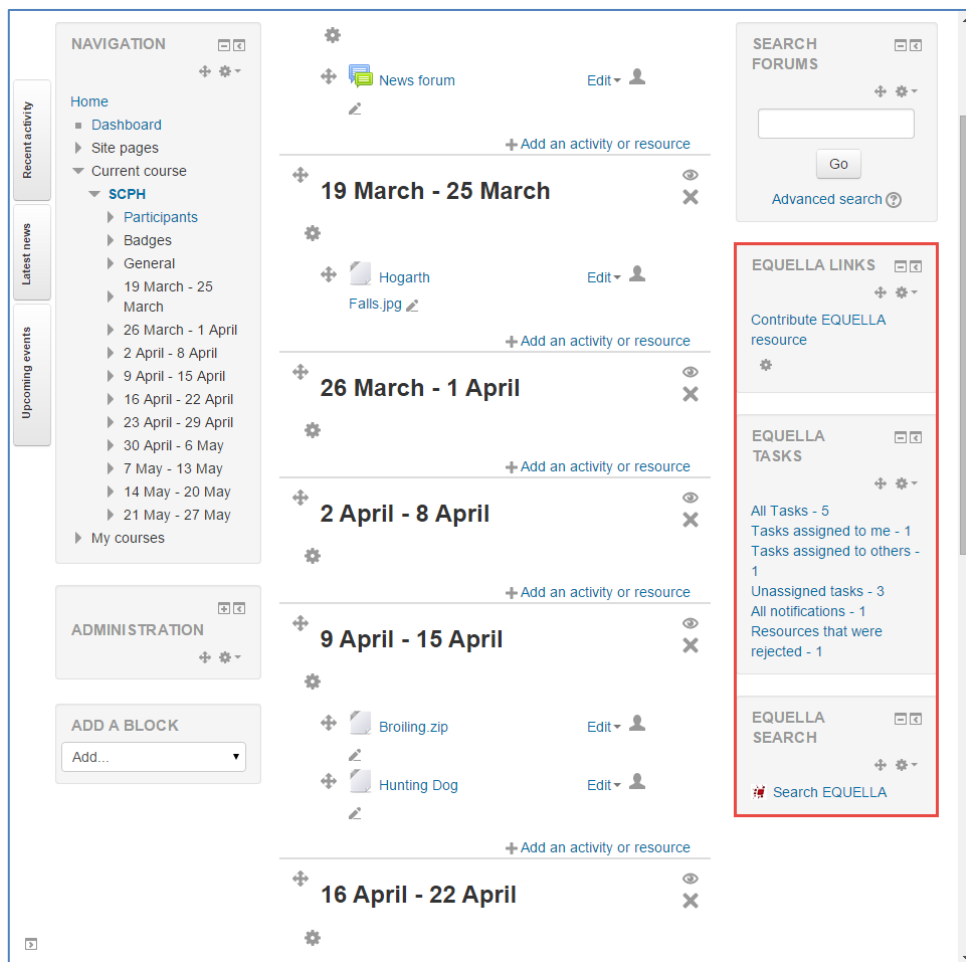 Recent activity
Latest news
Upcoming events
NAVIGATION
Home
Dashboard
Site pages
Current course
SCPH
Participants
Badges
General
19 March - 25
March
26 March - 1 April
2 April - 8 April
9 April - 15 April
16 April - 22 April
23 April - 29 April
30 April - 6 May
7 May - 13 May
14 May - 20 May
21 May - 27 May
My courses
ADMINISTRATION
ADD A BLOCK
Add...
News forum
Edit
Add an activity or resource
19 March - 25 March
Hogarth
Edit
Falls.jpg
Add an activity or resource
26 March - 1 April
Add an activity or resource
2 April - 8 April
Add an activity or resource
9 April - 15 April
Broiling.zip
Edit
Hunting Dog
Edit
Add an activity or resource
16 April - 22 April
SEARCH
FORUMS
Go
Advanced search
EQUELLA LINKS
Contribute EQUELLA
resource
EQUELLA
TASKS
All Tasks - 5
Tasks assigned to me - 1
Tasks assigned to others -
1
Unassigned tasks - 3
All notifications - 1
Resources that were
rejected - 1
EQUELLA
SEARCH
Search EQUELLA